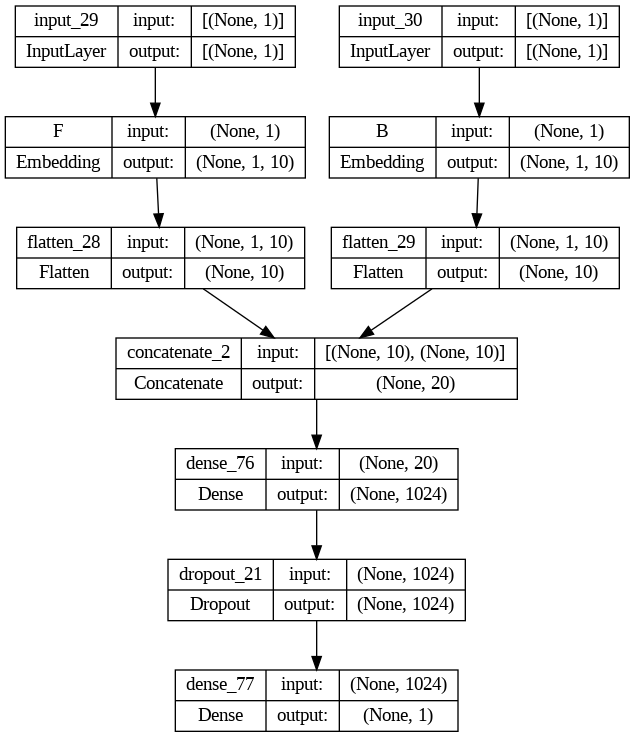 input_29 input: [(None, 1)]
InputLayer output: [(None, 1)]
input_30 input: [(None, 1)]
InputLayer output: [(None, 1)]
F input: (None, 1)
Embedding output: (None, 1, 10)
B input: (None, 1)
Embedding output: (None, 1, 10)
flatten_28 input: (None, 1, 10)
Flatten output: (None, 10)
flatten_29 input: (None, 1, 10)
Flatten output: (None, 10)
concatenate_2 input: [(None, 10), (None, 10)]
Concatenate output: (None, 20)
dense_76 input: (None, 20)
Dense output: (None, 1024)
dropout_21 input: (None, 1024)
Dropout output: (None, 1024)
dense_77 input: (None, 1024)
Dense output: (None, 1)